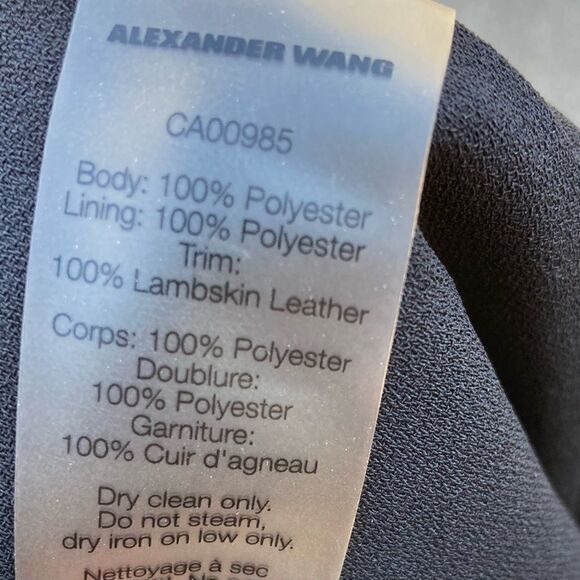 ALEXANDER WANG
CA00985
Body: 100% Polyester
Lining: 100% Polyester
Trim:
100% Lambskin Leather
Corps: 100% Polyester
Doublure:
100% Polyester
Garniture:
100% Cuir d'agneau
Dry clean only.
Do not steam,
dry iron on low only.
Nettoyage à sec